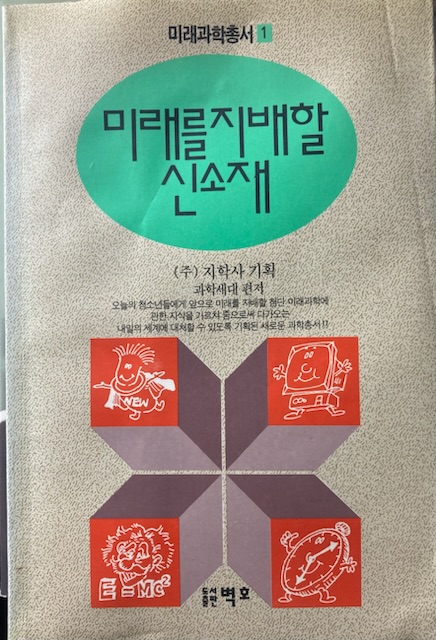 미래과학총서 1
미래를지배할
신소재
(주) 지학사 기획
과학세대 편저
오늘의 청소년들에게 앞으로 미래를 지배할 첨단 미래과학에
관한 지식을 가르쳐 줌으로써 다가오는
내일의 세계에 대처할 수 있도록 기획된 새로운 과학총서!!
NEW
E=MC²
도서출판 벽호